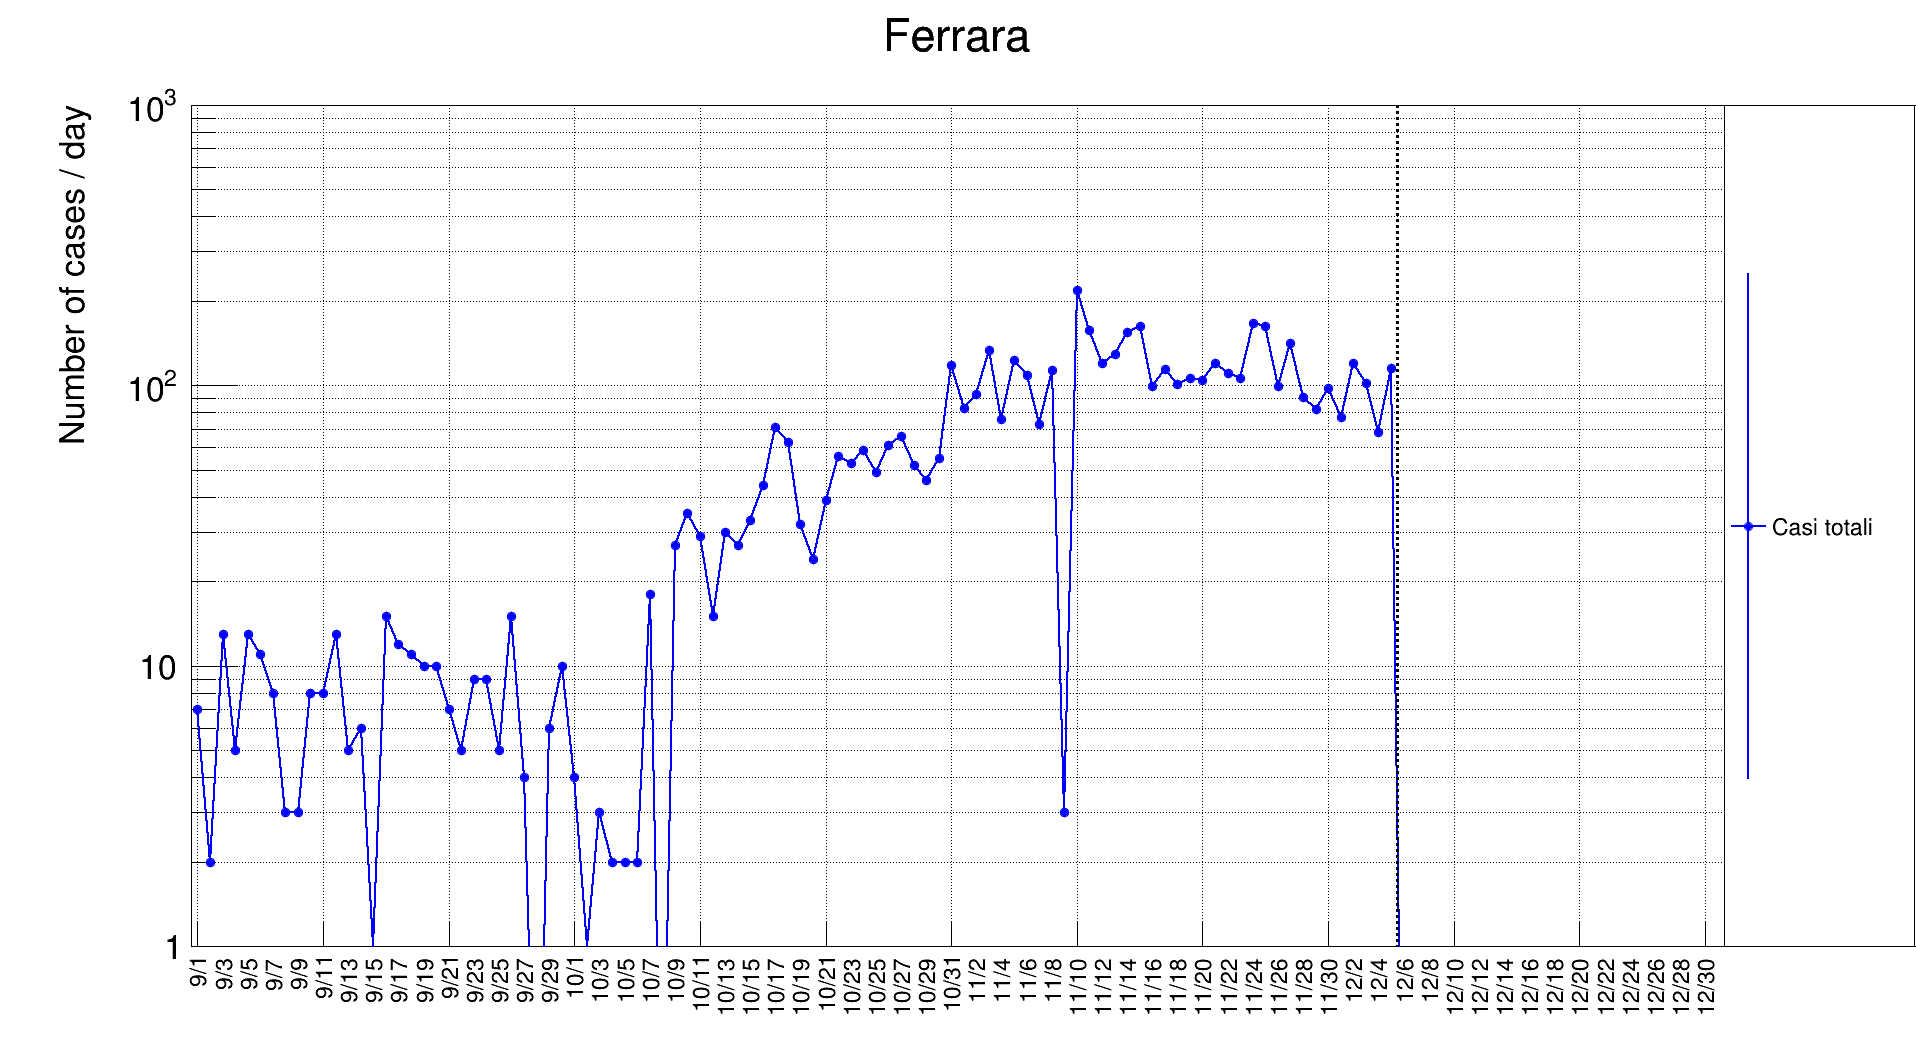 Ferrara
Number of cases / day
10³
10²
10
1
9/1 9/3 9/5 9/7 9/9 9/11 9/13 9/15 9/17 9/19 9/21 9/23 9/25 9/27 9/29 10/1 10/3 10/5 10/7 10/9 10/11 10/13 10/15 10/17 10/19 10/21 10/23 10/25 10/27 10/29 10/31 11/2 11/4 11/6 11/8 11/10 11/12 11/14 11/16 11/18 11/20 11/22 11/24 11/26 11/28 11/30 12/2 12/4 12/6 12/8 12/10 12/12 12/14 12/16 12/18 12/20 12/22 12/24 12/26 12/28 12/30
Casi totali